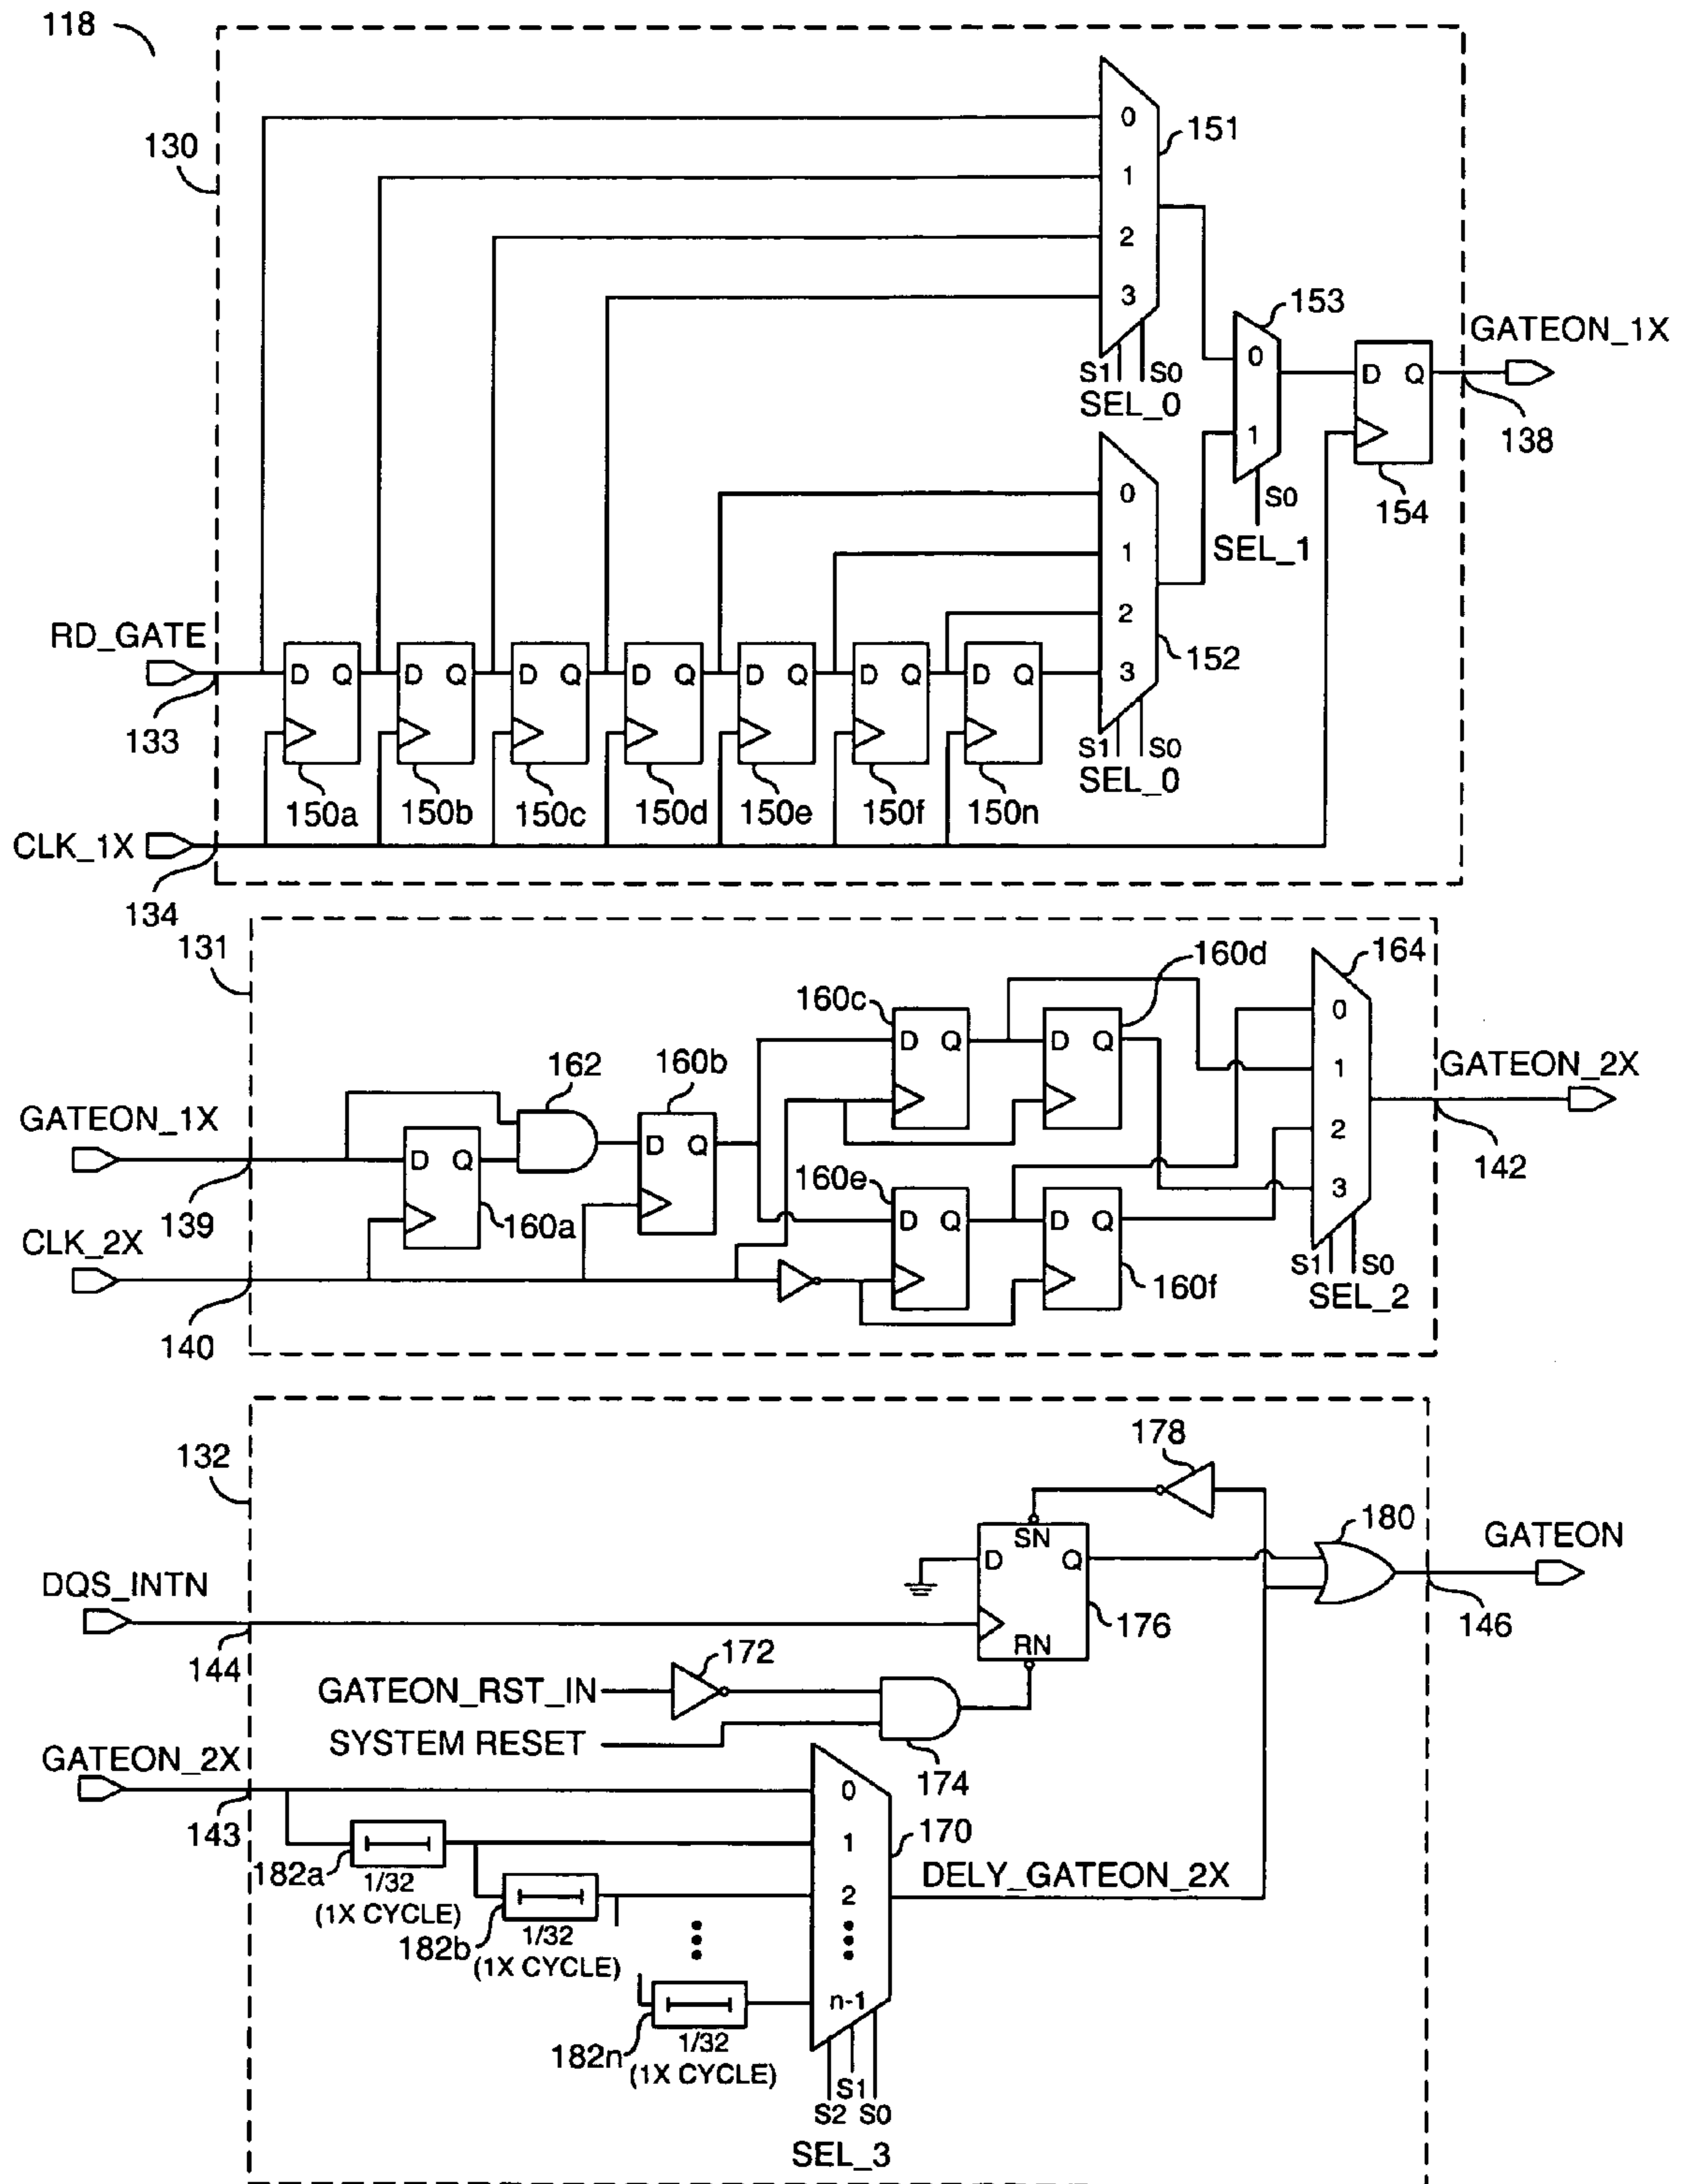 118
130
0
151
1
2
3
S1 S0
SEL_0
153
0
1
S0
SEL_1
D Q
154
GATEON_1X
138
0
1
2
3
152
S1 S0
SEL_0
RD_GATE
133
D Q
D Q
D Q
D Q
D Q
D Q
D Q
150a
150b
150c
150d
150e
150f
150n
CLK_1X
134
131
160c
160d
164
0
1
2
3
D Q
D Q
162
160b
GATEON_1X
139
D Q
160a
D Q
160e
D Q
D Q
160f
CLK_2X
140
S1 S0
SEL_2
GATEON_2X
142
132
178
180
GATEON
146
SN
D Q
RN
176
DQS_INTN
144
172
GATEON_RST_IN
SYSTEM RESET
174
GATEON_2X
143
0
1
2
n-1
170
DELY_GATEON_2X
182a
1/32
(1X CYCLE)
182b
1/32
(1X CYCLE)
182n
1/32
(1X CYCLE)
S1
S2 S0
SEL_3